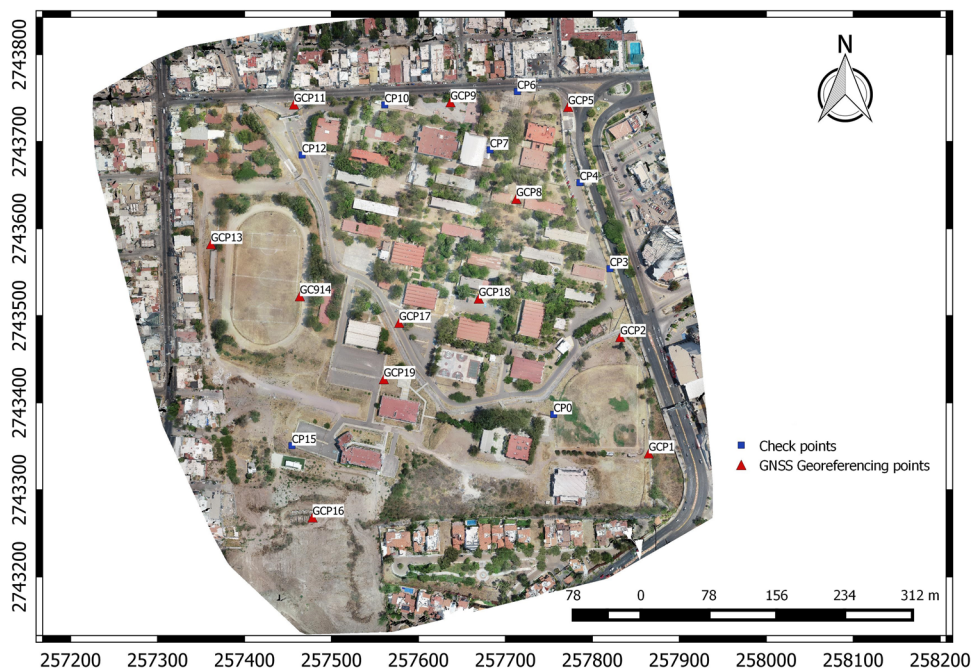 N
CP6
GCP11
CP10
GCP9
GCP5
CP12
CP7
CP4
GCP8
GCP13
CP3
GC914
GCP18
GCP17
GCP2
GCP19
CP0
CP15
GCP1
Check points
GNSS Georeferencing points
GCP16
78 0 78 156 234 312 m
2743800
2743700
2743600
2743500
2743400
2743300
2743200
257200 257300 257400 257500 257600 257700 257800 257900 258000 258100 258200